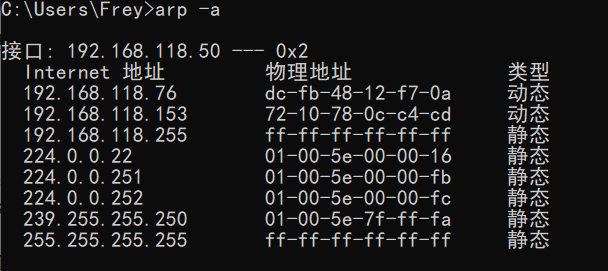 C:\Users\Frey>arp -a
接口: 192.168.118.50 --- 0x2
Internet 地址 物理地址 类型
192.168.118.76 dc-fb-48-12-f7-0a 动态
192.168.118.153 72-10-78-0c-c4-cd 动态
192.168.118.255 ff-ff-ff-ff-ff-ff 静态
224.0.0.22 01-00-5e-00-00-16 静态
224.0.0.251 01-00-5e-00-00-fb 静态
224.0.0.252 01-00-5e-00-00-fc 静态
239.255.255.250 01-00-5e-7f-ff-fa 静态
255.255.255.255 ff-ff-ff-ff-ff-ff 静态